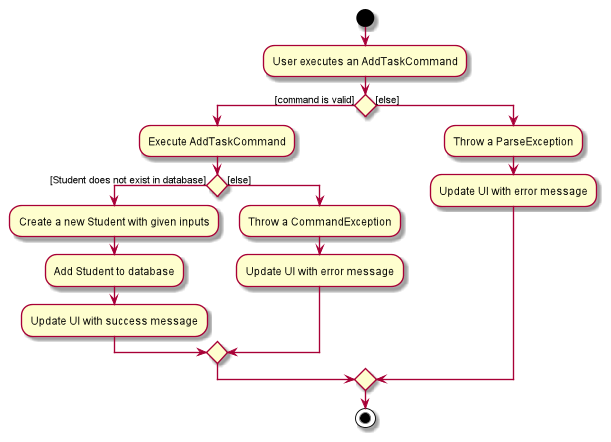 User executes an AddTaskCommand
[command is valid]
[else]
Execute AddTaskCommand
Throw a ParseException
[Student does not exist in database]
[else]
Update UI with error message
Create a new Student with given inputs
Throw a CommandException
Add Student to database
Update UI with error message
Update UI with success message